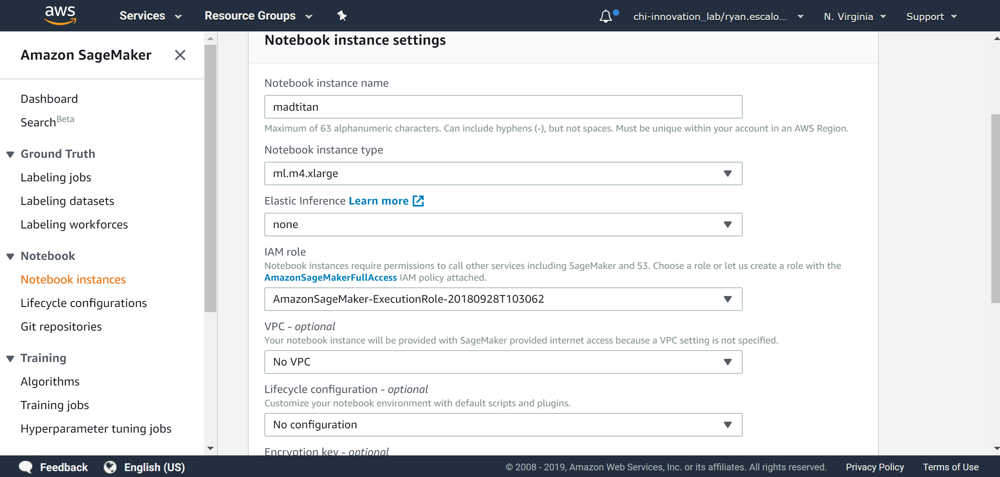 aws
Services
Resource Groups
chi-innovation_lab/ryan.escalo...
N. Virginia
Support
Amazon SageMaker
Dashboard
Search Beta
Ground Truth
Labeling jobs
Labeling datasets
Labeling workforces
Notebook
Notebook instances
Lifecycle configurations
Git repositories
Training
Algorithms
Training jobs
Hyperparameter tuning jobs
Notebook instance settings
Notebook instance name
madtitan
Maximum of 63 alphanumeric characters. Can include hyphens (-), but not spaces. Must be unique within your account in an AWS Region.
Notebook instance type
ml.m4.xlarge
Elastic Inference Learn more
none
IAM role
Notebook instances require permissions to call other services including SageMaker and S3. Choose a role or let us create a role with the
AmazonSageMakerFullAccess IAM policy attached.
AmazonSageMaker-ExecutionRole-20180928T103062
VPC - optional
Your notebook instance will be provided with SageMaker provided internet access because a VPC setting is not specified.
No VPC
Lifecycle configuration - optional
Customize your notebook environment with default scripts and plugins.
No configuration
Encryption key - optional
Feedback
English (US)
© 2008 - 2019, Amazon Web Services, Inc. or its affiliates. All rights reserved.
Privacy Policy
Terms of Use